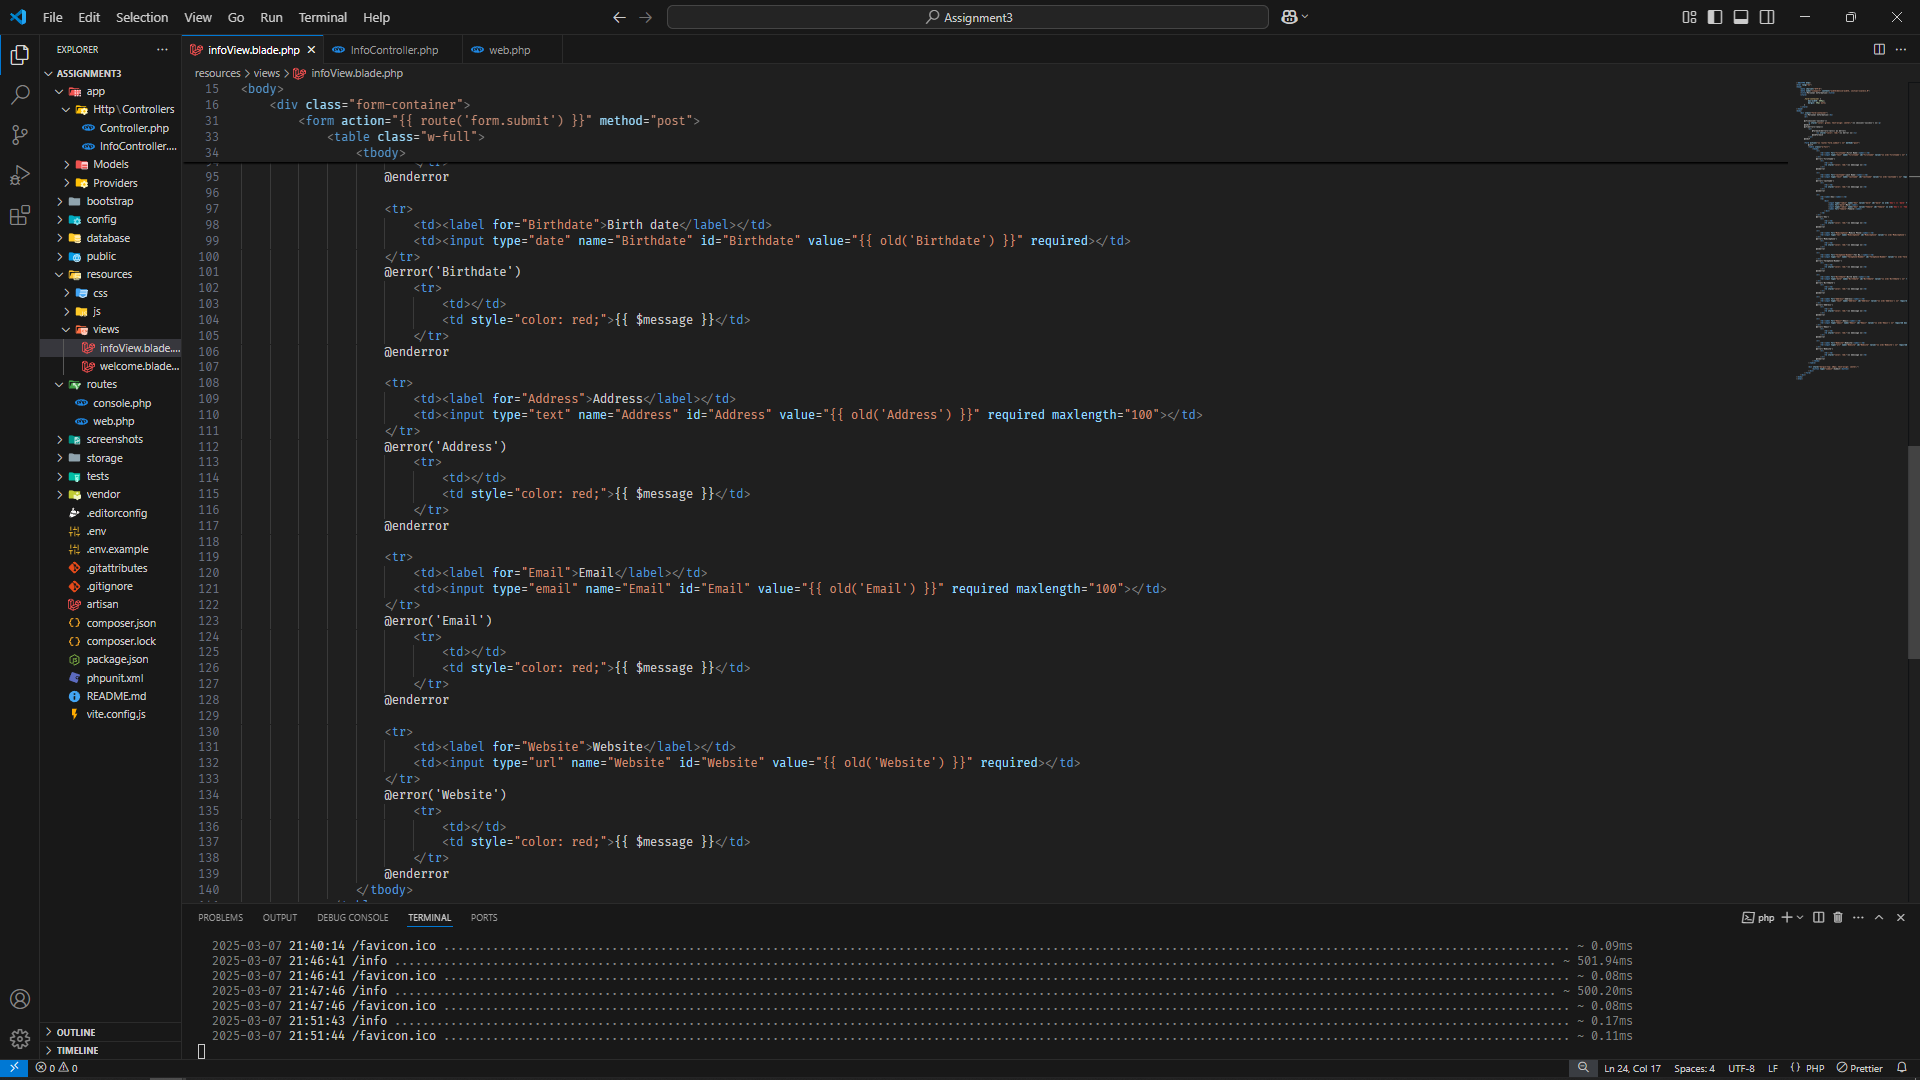 File Edit Selection View Go Run Terminal Help
Assignment3
EXPLORER
infoView.blade.php
InfoController.php
web.php
ASSIGNMENT3
app
Http\Controllers
Controller.php
InfoController....
Models
Providers
bootstrap
config
database
public
resources
css
js
views
infoView.blade....
welcome.blade...
routes
console.php
web.php
screenshots
storage
tests
vendor
.editorconfig
.env
.env.example
.gitattributes
.gitignore
artisan
composer.json
composer.lock
package.json
phpunit.xml
README.md
vite.config.js
OUTLINE
TIMELINE
resources > views > infoView.blade.php
15 <body>
16 <div class="form-container">
31 <form action="{{ route('form.submit') }}" method="post">
33 <table class="w-full">
34 <tbody>
94 </tr>
95 @enderror
96
97 <tr>
98 <td><label for="Birthdate">Birth date</label></td>
99 <td><input type="date" name="Birthdate" id="Birthdate" value="{{ old('Birthdate') }}" required></td>
100 </tr>
101 @error('Birthdate')
102 <tr>
103 <td></td>
104 <td style="color: red;">{{ $message }}</td>
105 </tr>
106 @enderror
107
108 <tr>
109 <td><label for="Address">Address</label></td>
110 <td><input type="text" name="Address" id="Address" value="{{ old('Address') }}" required maxlength="100"></td>
111 </tr>
112 @error('Address')
113 <tr>
114 <td></td>
115 <td style="color: red;">{{ $message }}</td>
116 </tr>
117 @enderror
118
119 <tr>
120 <td><label for="Email">Email</label></td>
121 <td><input type="email" name="Email" id="Email" value="{{ old('Email') }}" required maxlength="100"></td>
122 </tr>
123 @error('Email')
124 <tr>
125 <td></td>
126 <td style="color: red;">{{ $message }}</td>
127 </tr>
128 @enderror
129
130 <tr>
131 <td><label for="Website">Website</label></td>
132 <td><input type="url" name="Website" id="Website" value="{{ old('Website') }}" required></td>
133 </tr>
134 @error('Website')
135 <tr>
136 <td></td>
137 <td style="color: red;">{{ $message }}</td>
138 </tr>
139 @enderror
140 </tbody>
PROBLEMS OUTPUT DEBUG CONSOLE TERMINAL PORTS
php
2025-03-07 21:40:14 /favicon.ico ~ 0.09ms
2025-03-07 21:46:41 /info ~ 501.94ms
2025-03-07 21:46:41 /favicon.ico ~ 0.08ms
2025-03-07 21:47:46 /info ~ 500.20ms
2025-03-07 21:47:46 /favicon.ico ~ 0.08ms
2025-03-07 21:51:43 /info ~ 0.17ms
2025-03-07 21:51:44 /favicon.ico ~ 0.11ms
0 0
Ln 24, Col 17 Spaces: 4 UTF-8 LF {} PHP Prettier